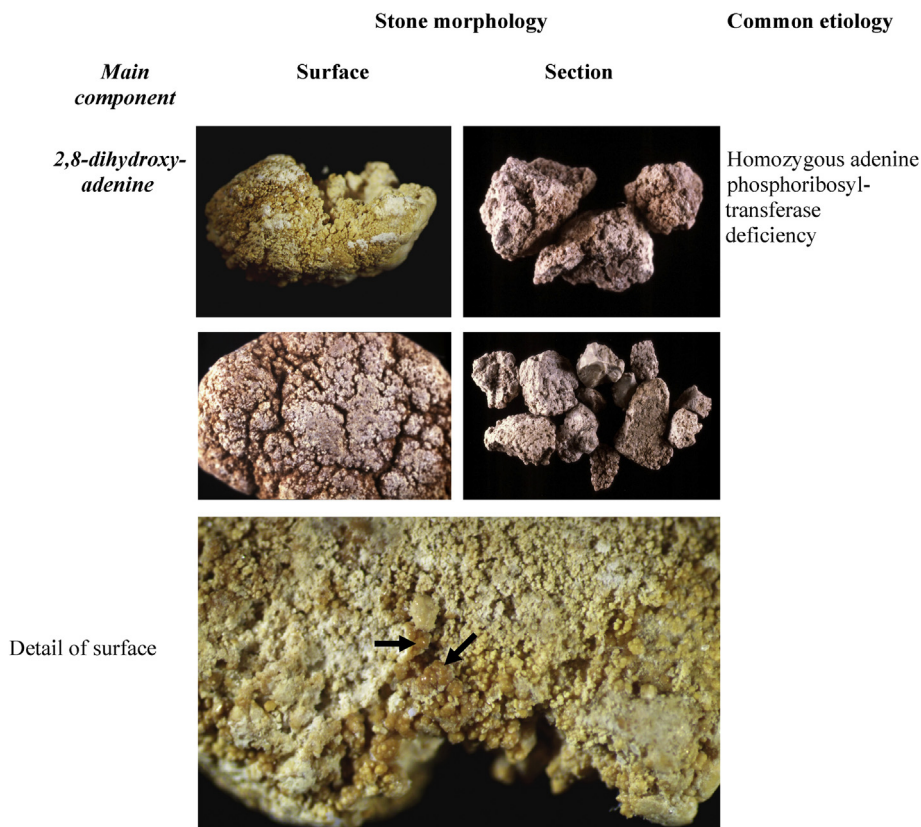 Stone morphology
Common etiology
Main
component
Surface
Section
2,8-dihydroxy-
adenine
Homozygous adenine
phosphoribosyl-
transferase
deficiency
Detail of surface